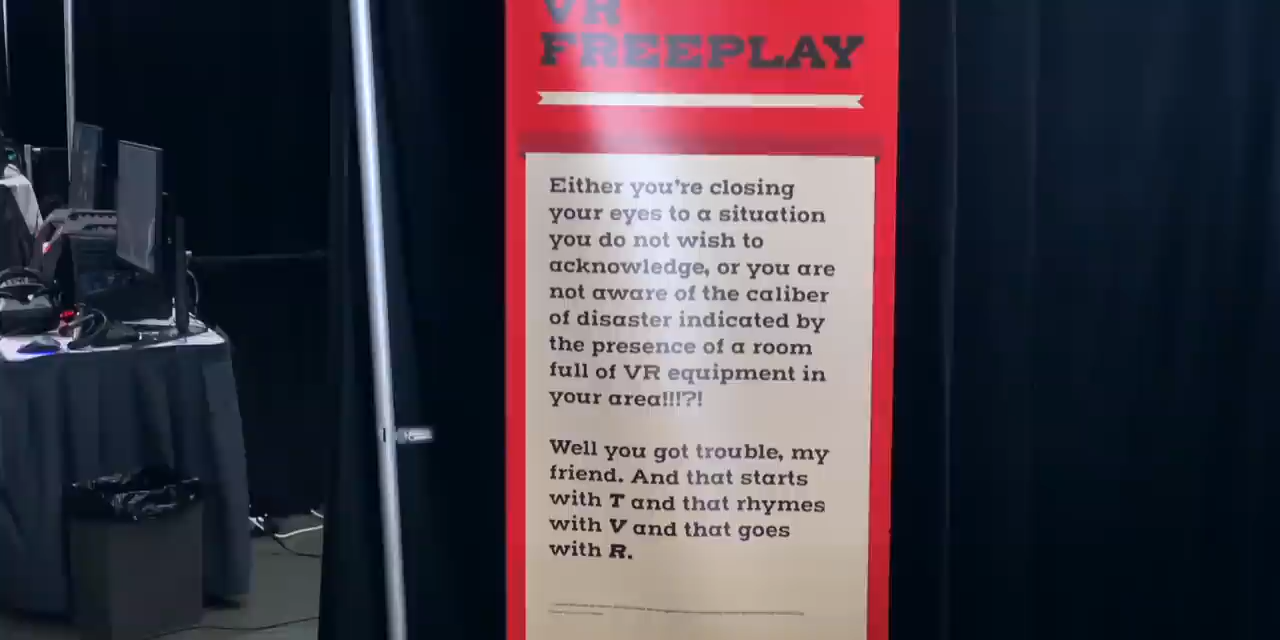 VR
FREEPLAY
Either you're closing
your eyes to a situation
you do not wish to
acknowledge, or you are
not aware of the caliber
of disaster indicated by
the presence of a room
full of VR equipment in
your area!!!?!
Well you got trouble, my
friend. And that starts
with T and that rhymes
with V and that goes
with R.